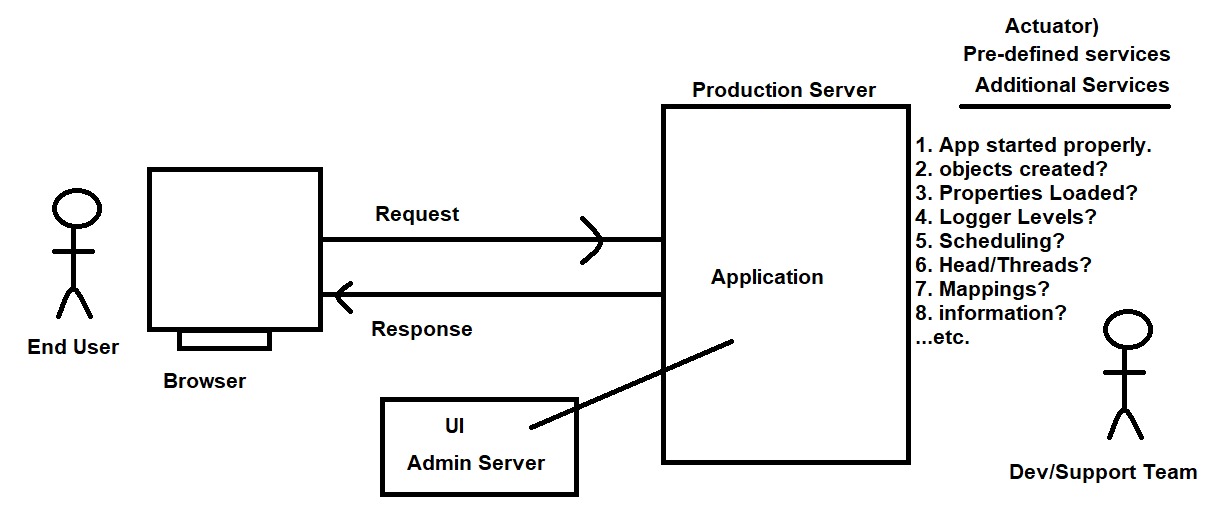 Actuator)
Pre-defined services
Additional Services
Production Server
1. App started properly.
2. objects created?
3. Properties Loaded?
4. Logger Levels?
5. Scheduling?
6. Head/Threads?
7. Mappings?
8. information?
...etc.
Request
Application
Response
End User
Browser
UI
Admin Server
Dev/Support Team